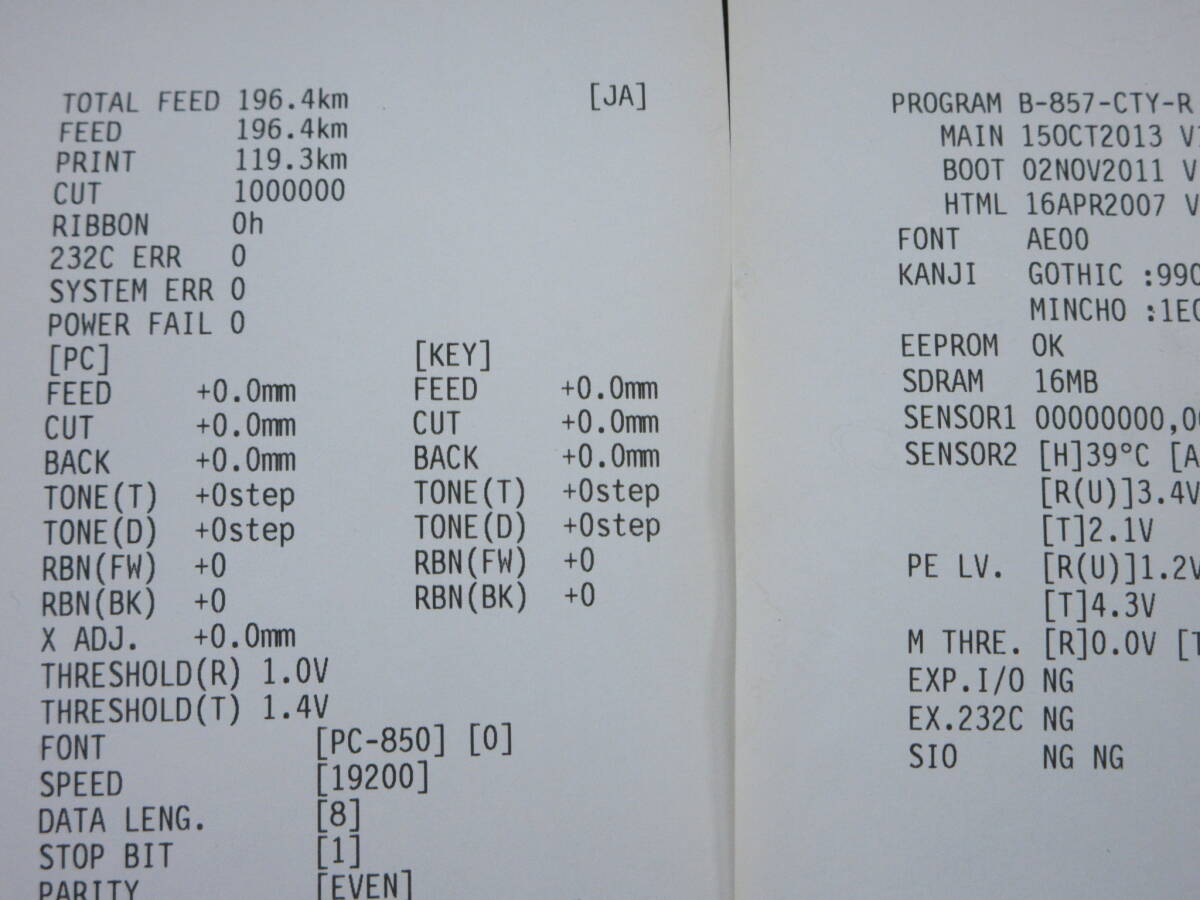 TOTAL FEED 196.4km [JA]
FEED 196.4km
PRINT 119.3km
CUT 1000000
RIBBON 0h
232C ERR 0
SYSTEM ERR 0
POWER FAIL 0
[PC] [KEY]
FEED +0.0mm FEED +0.0mm
CUT +0.0mm CUT +0.0mm
BACK +0.0mm BACK +0.0mm
TONE(T) +0step TONE(T) +0step
TONE(D) +0step TONE(D) +0step
RBN(FW) +0 RBN(FW) +0
RBN(BK) +0 RBN(BK) +0
X ADJ. +0.0mm
THRESHOLD(R) 1.0V
THRESHOLD(T) 1.4V
FONT [PC-850] [0]
SPEED [19200]
DATA LENG. [8]
STOP BIT [1]
PARITY [EVEN]
PROGRAM B-857-CTY-R
MAIN 15OCT2013
BOOT 02NOV2011 V
HTML 16APR2007 V
FONT AE00
KANJI GOTHIC :990
MINCHO :1E
EEPROM OK
SDRAM 16MB
SENSOR1 00000000,0
SENSOR2 [H]39°C [A
[R(U)]3.4V
[T]2.1V
PE LV. [R(U)]1.2V
[T]4.3V
M THRE. [R]0.0V [T
EXP.I/O NG
EX.232C NG
SIO NG NG